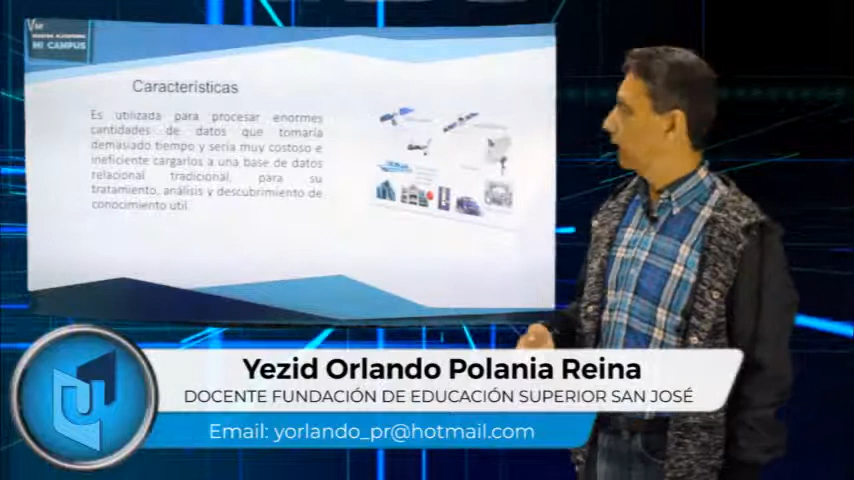 MI CAMPUS
Características
Es utilizada para procesar enormes
cantidades de datos que tomaría
demasiado tiempo y sería muy costoso e
ineficiente cargarlos a una base de datos
relacional tradicional, para su
tratamiento, análisis y descubrimiento de
conocimiento util.
Yezid Orlando Polania Reina
DOCENTE FUNDACIÓN DE EDUCACIÓN SUPERIOR SAN JOSÉ
Email: yorlando_pr@hotmail.com